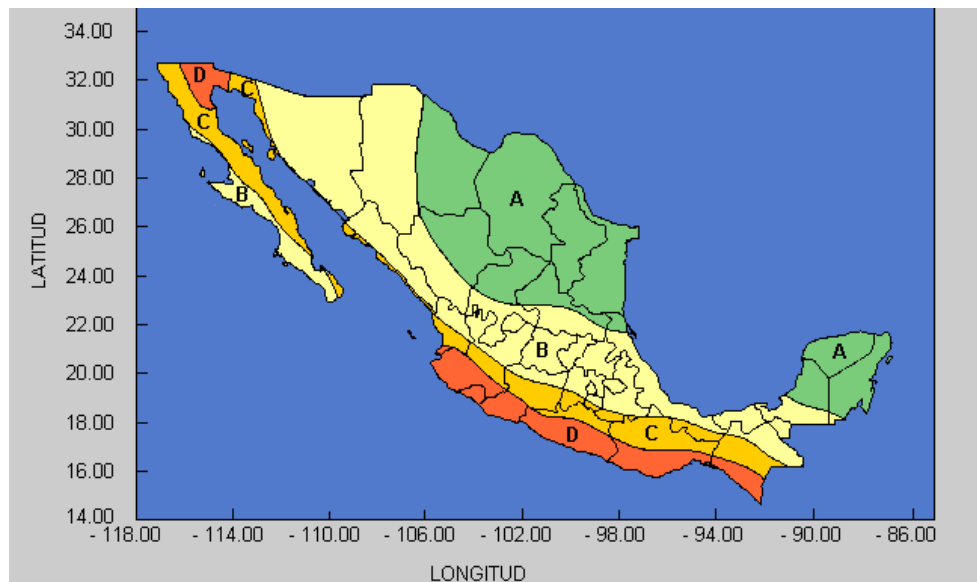 34.00
32.00
30.00
28.00
26.00
24.00
22.00
20.00
18.00
16.00
14.00
LATITUD
D
C
C
B
A
B
A
D
C
- 118.00 - 114.00 - 110.00 - 106.00 - 102.00 - 98.00 - 94.00 - 90.00 - 86.00
LONGITUD